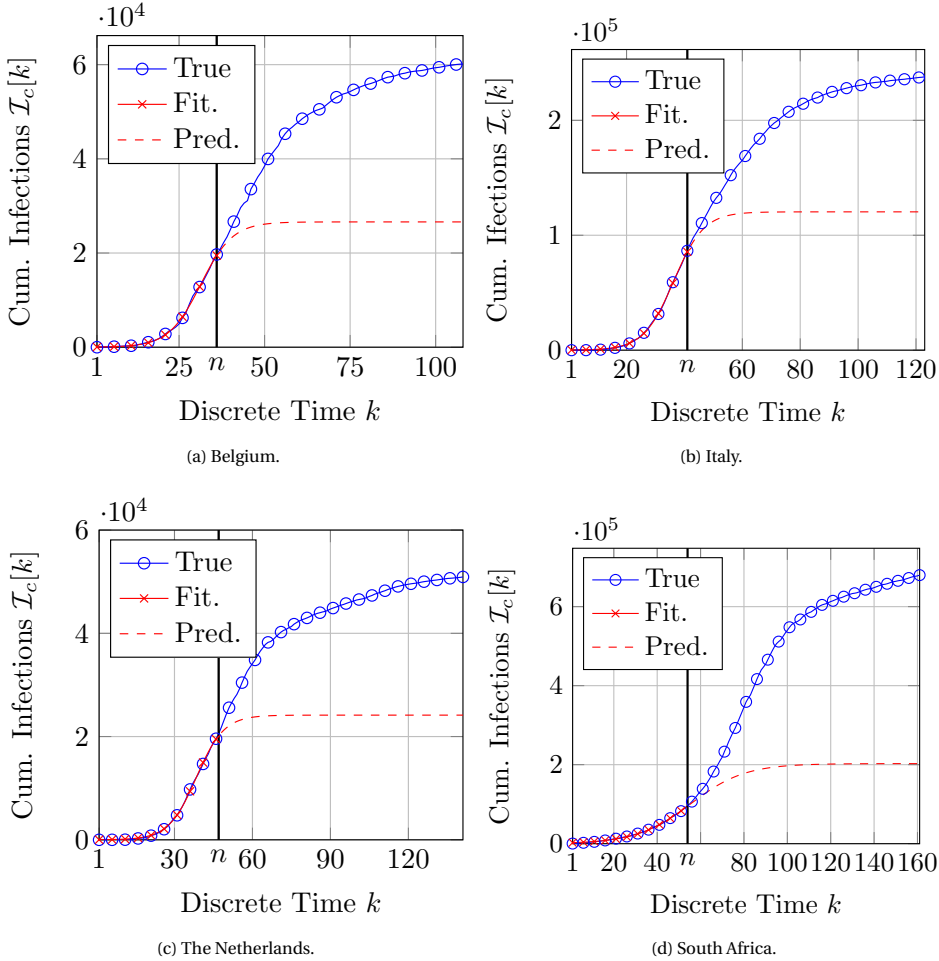 ·10^4
6
4
2
0
Cum. Infections I_c[k]
True
Fit.
Pred.
1 25 n 50 75 100
Discrete Time k
(a) Belgium.
·10^5
2
1
0
Cum. Ifections I_c[k]
True
Fit.
Pred.
1 20 n 60 80 100 120
Discrete Time k
(b) Italy.
·10^4
6
4
2
0
Cum. Infections I_c[k]
True
Fit.
Pred.
1 30 n 60 90 120
Discrete Time k
(c) The Netherlands.
·10^5
6
4
2
0
Cum. Infections I_c[k]
True
Fit.
Pred.
1 20 40 n 80 100 120 140 160
Discrete Time k
(d) South Africa.